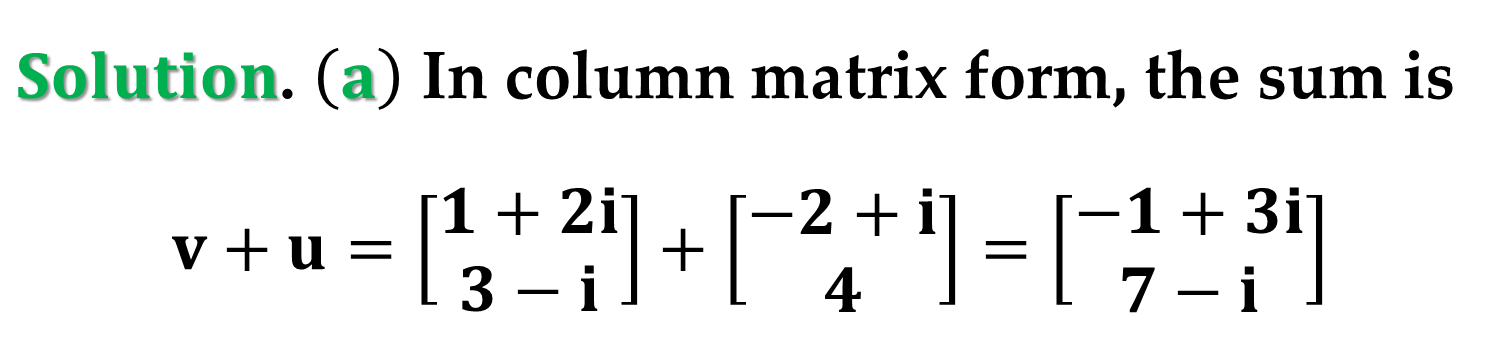 Solution. (a) In column matrix form, the sum is
v + u = [1 + 2i
3 − i] + [−2 + i
4] = [−1 + 3i
7 − i]